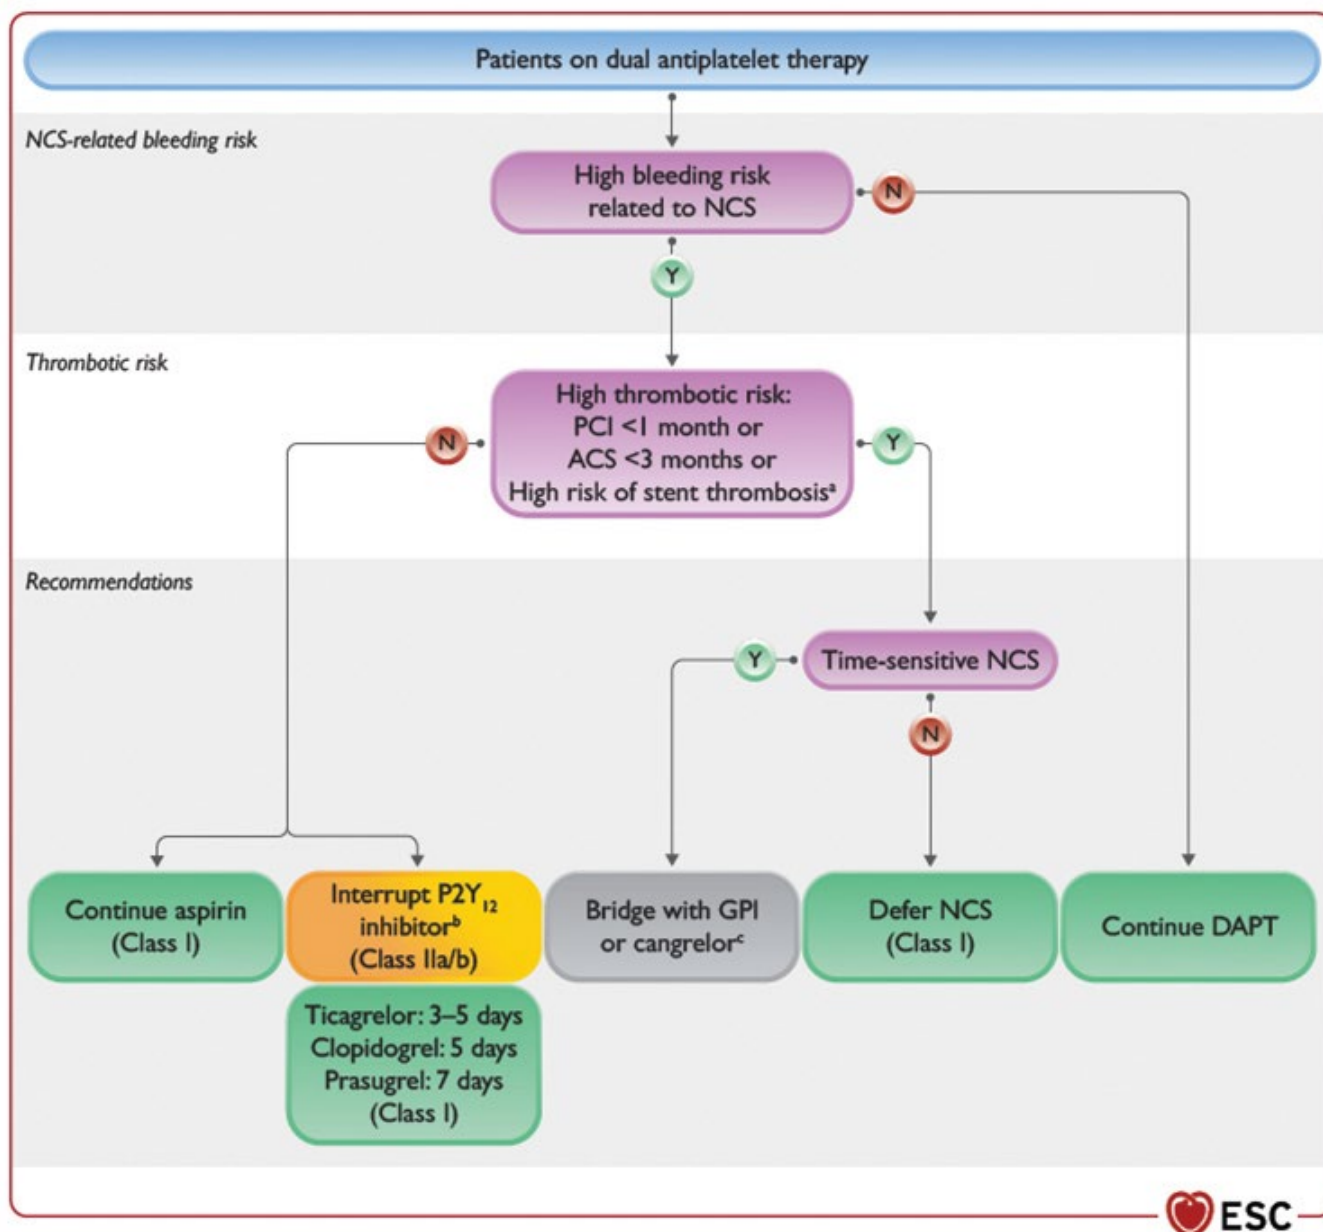 Patients on dual antiplatelet therapy
NCS-related bleeding risk
High bleeding risk
related to NCS
N
Y
Thrombotic risk
High thrombotic risk:
PCI <1 month or
ACS <3 months or
High risk of stent thrombosisᵃ
N
Y
Recommendations
Time-sensitive NCS
Y
N
Continue aspirin
(Class I)
Interrupt P2Y₁₂
inhibitorᵇ
(Class IIa/b)
Ticagrelor: 3–5 days
Clopidogrel: 5 days
Prasugrel: 7 days
(Class I)
Bridge with GPI
or cangrelorᶜ
Defer NCS
(Class I)
Continue DAPT
ESC